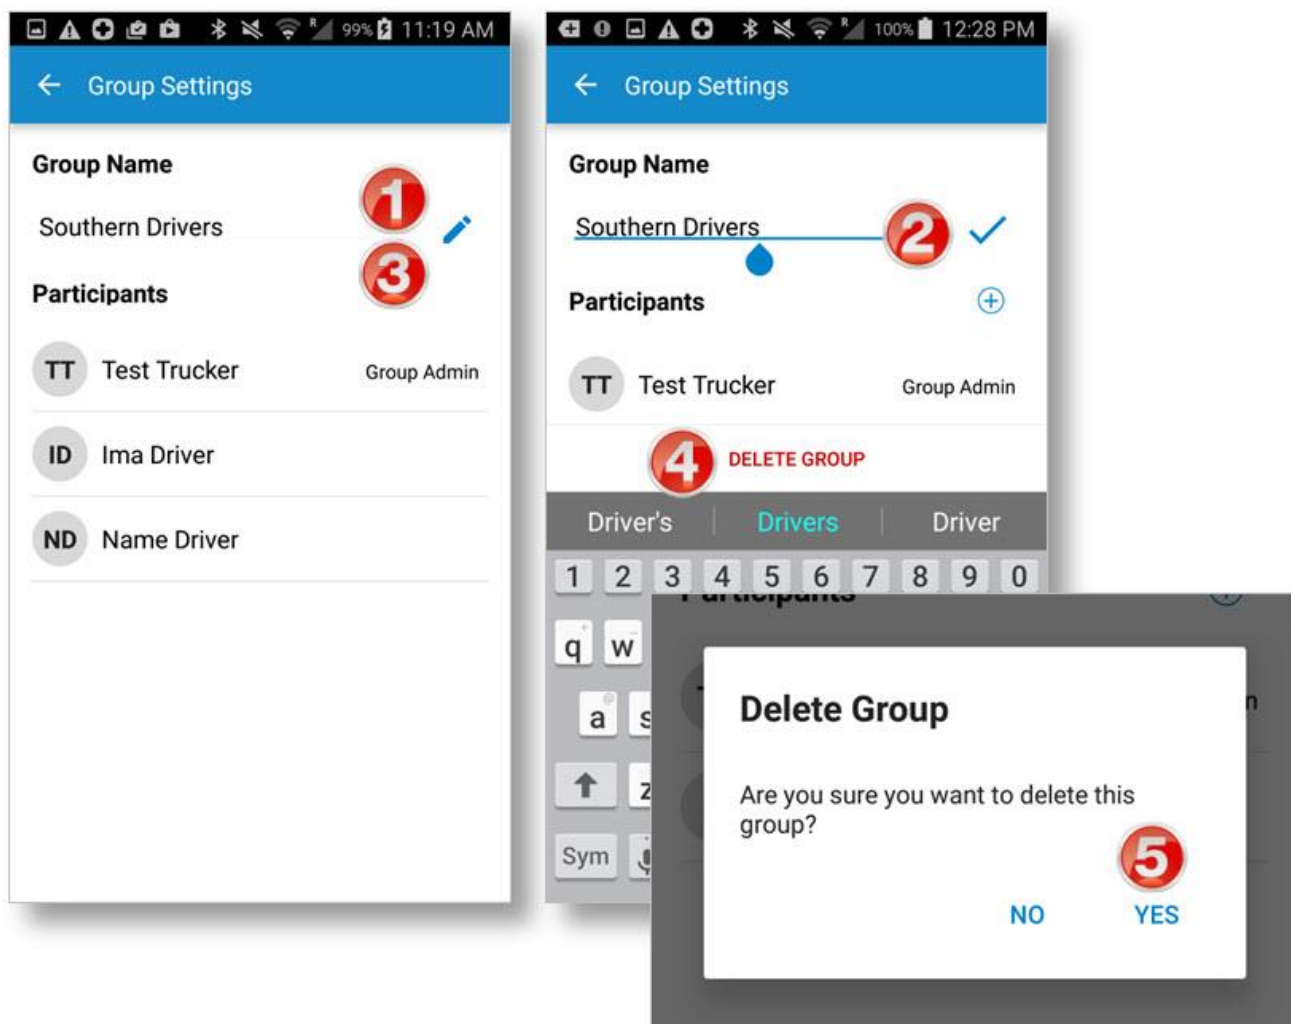 99% 11:19 AM
Group Settings
Group Name
1
Southern Drivers
3
Participants
TT Test Trucker Group Admin
ID Ima Driver
ND Name Driver
R 100% 12:28 PM
Group Settings
Group Name
Southern Drivers
2
Participants
TT Test Trucker Group Admin
4 DELETE GROUP
Driver's Drivers Driver
1 2 3 4 5 6 7 8 9 0
q w
a s
z
Sym
Participants
Delete Group
Are you sure you want to delete this
group?
5
NO YES